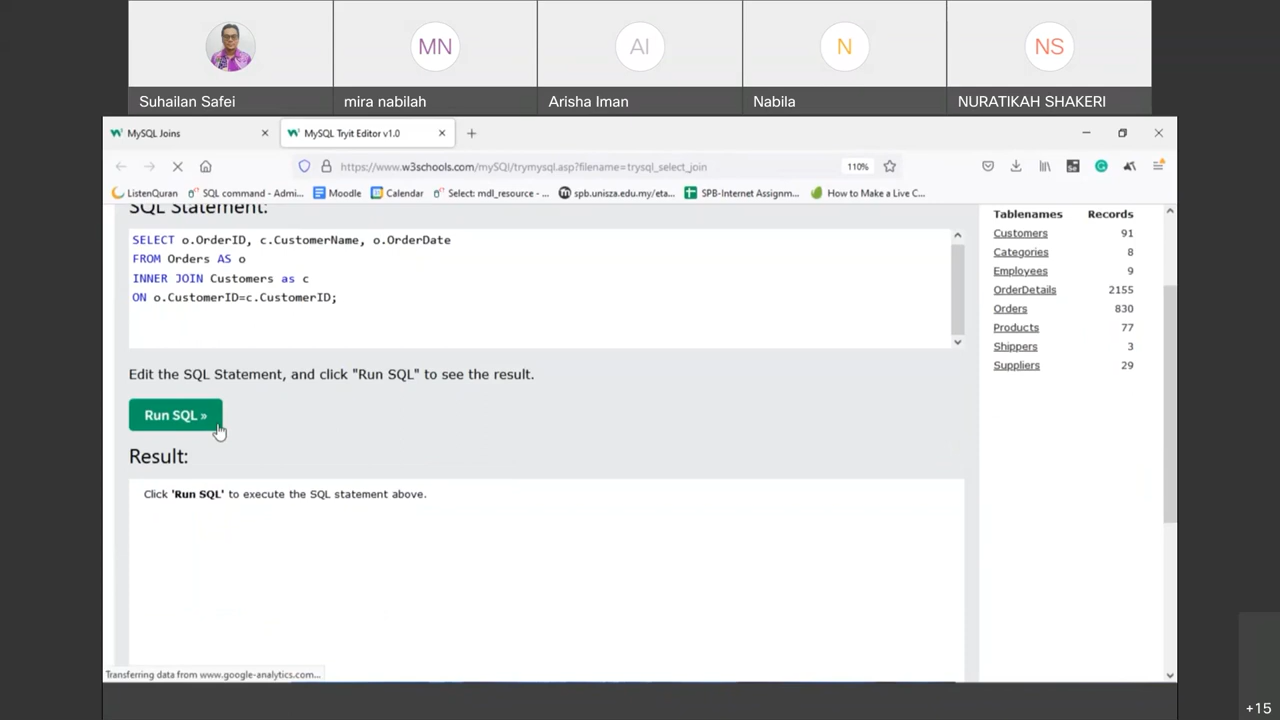 MN
AI
N
NS
Suhailan Safei
mira nabilah
Arisha Iman
Nabila
NURATIKAH SHAKERI
MySQL Joins
MySQL Tryit Editor v1.0
https://www.w3schools.com/mySQl/trymysql.asp?filename=trysql_select_join
110%
ListenQuran
SQL command - Admi...
Moodle
Calendar
Select: mdl_resource - ...
spb.unisza.edu.my/eta...
SPB-Internet Assignm...
How to Make a Live C...
SQL Statement:
SELECT o.OrderID, c.CustomerName, o.OrderDate
FROM Orders AS o
INNER JOIN Customers as c
ON o.CustomerID=c.CustomerID;
Edit the SQL Statement, and click "Run SQL" to see the result.
Run SQL »
Result:
Click 'Run SQL' to execute the SQL statement above.
Tablenames Records
Customers 91
Categories 8
Employees 9
OrderDetails 2155
Orders 830
Products 77
Shippers 3
Suppliers 29
Transferring data from www.google-analytics.com...
+15